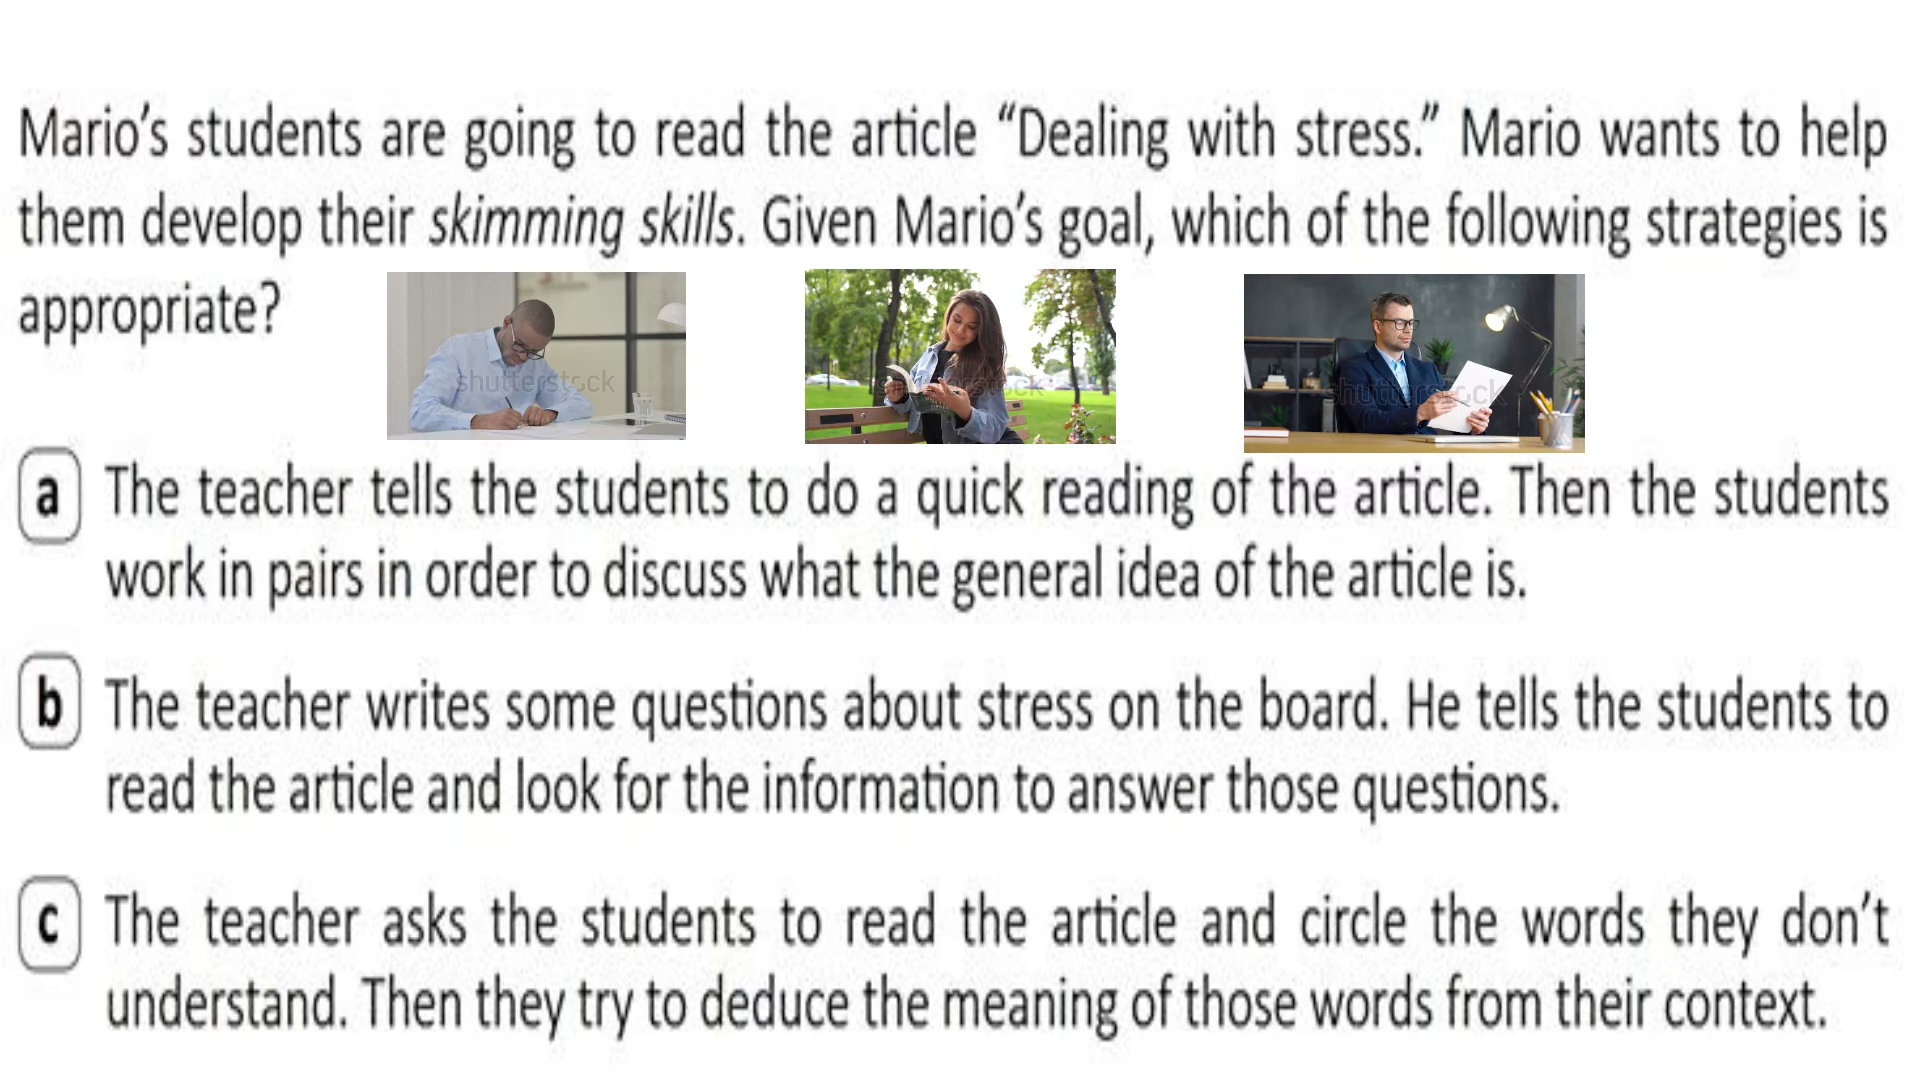 Mario’s students are going to read the article “Dealing with stress.” Mario wants to help
them develop their skimming skills. Given Mario’s goal, which of the following strategies is
appropriate?
shutterstock
shutterstock
shutterstock
a The teacher tells the students to do a quick reading of the article. Then the students
work in pairs in order to discuss what the general idea of the article is.
b The teacher writes some questions about stress on the board. He tells the students to
read the article and look for the information to answer those questions.
c The teacher asks the students to read the article and circle the words they don’t
understand. Then they try to deduce the meaning of those words from their context.